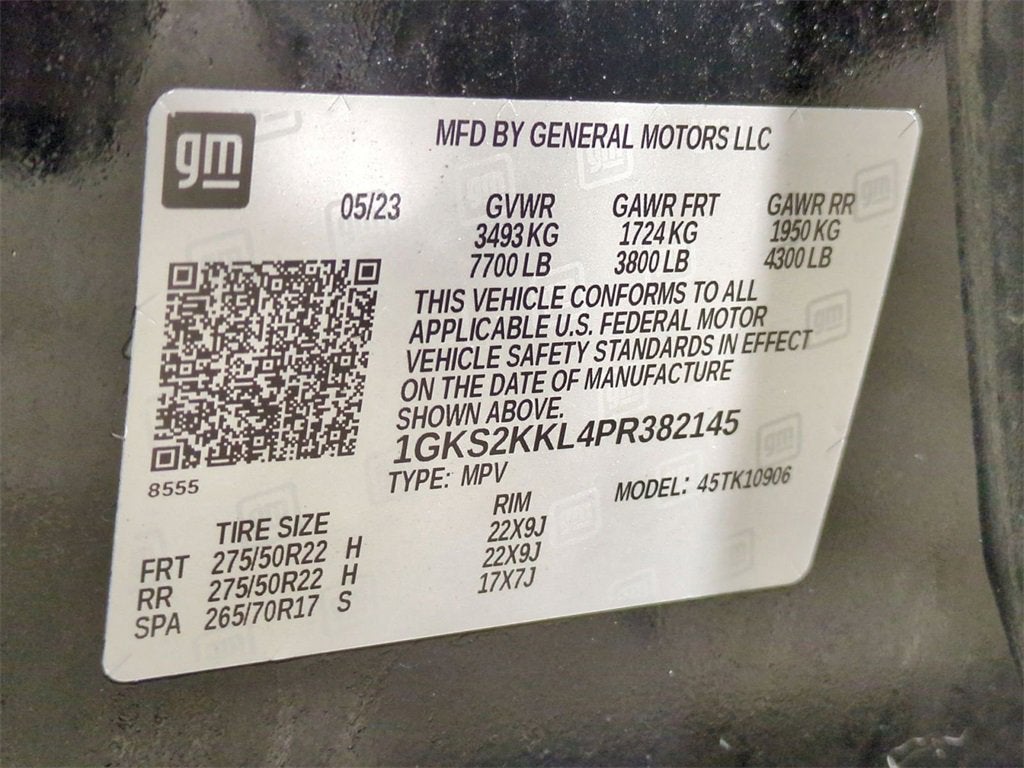 gm
MFD BY GENERAL MOTORS LLC
05/23 GVWR GAWR FRT GAWR RR
3493 KG 1724 KG 1950 KG
7700 LB 3800 LB 4300 LB
THIS VEHICLE CONFORMS TO ALL
APPLICABLE U.S. FEDERAL MOTOR
VEHICLE SAFETY STANDARDS IN EFFECT
ON THE DATE OF MANUFACTURE
SHOWN ABOVE.
1GKS2KKL4PR382145
8555
TYPE: MPV MODEL: 45TK10906
TIRE SIZE RIM
FRT 275/50R22 H 22X9J
RR 275/50R22 H 22X9J
SPA 265/70R17 S 17X7J